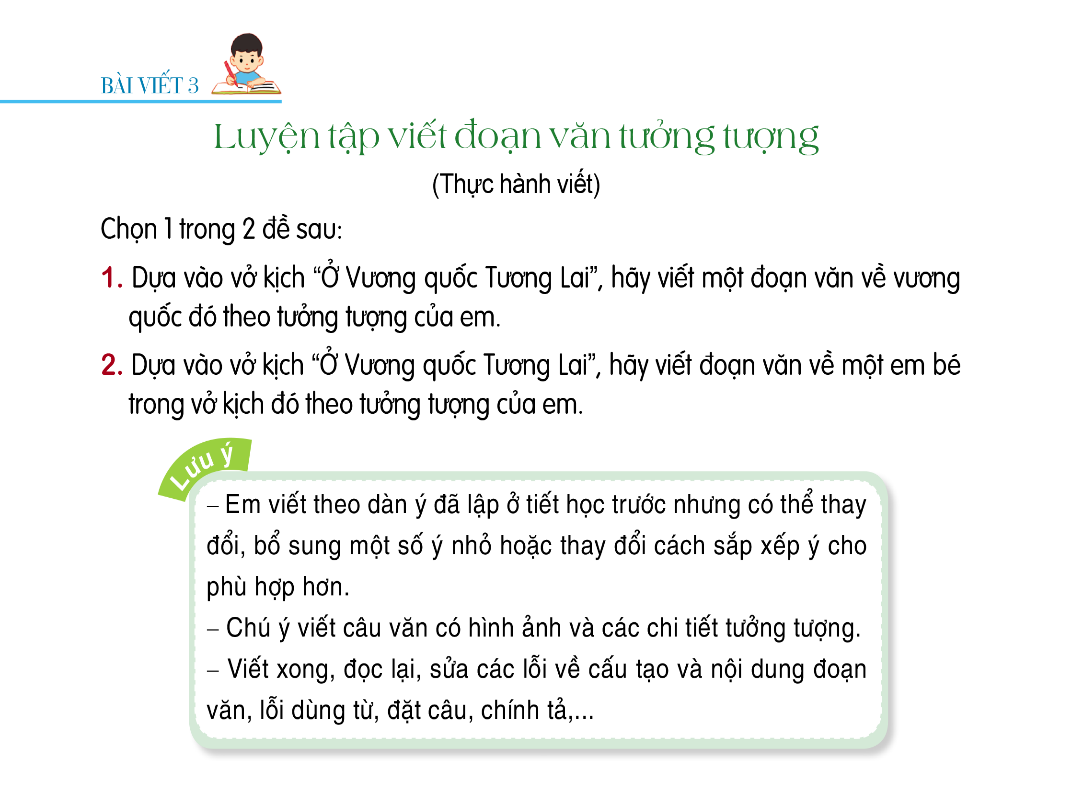 BÀI VIẾT 3
Luyện tập viết đoạn văn tưởng tượng
(Thực hành viết)
Chọn 1 trong 2 đề sau:
1. Dựa vào vở kịch “Ở Vương quốc Tương Lai”, hãy viết một đoạn văn về vương
quốc đó theo tưởng tượng của em.
2. Dựa vào vở kịch “Ở Vương quốc Tương Lai”, hãy viết đoạn văn về một em bé
trong vở kịch đó theo tưởng tượng của em.
Lưu ý
– Em viết theo dàn ý đã lập ở tiết học trước nhưng có thể thay
đổi, bổ sung một số ý nhỏ hoặc thay đổi cách sắp xếp ý cho
phù hợp hơn.
– Chú ý viết câu văn có hình ảnh và các chi tiết tưởng tượng.
– Viết xong, đọc lại, sửa các lỗi về cấu tạo và nội dung đoạn
văn, lỗi dùng từ, đặt câu, chính tả,...